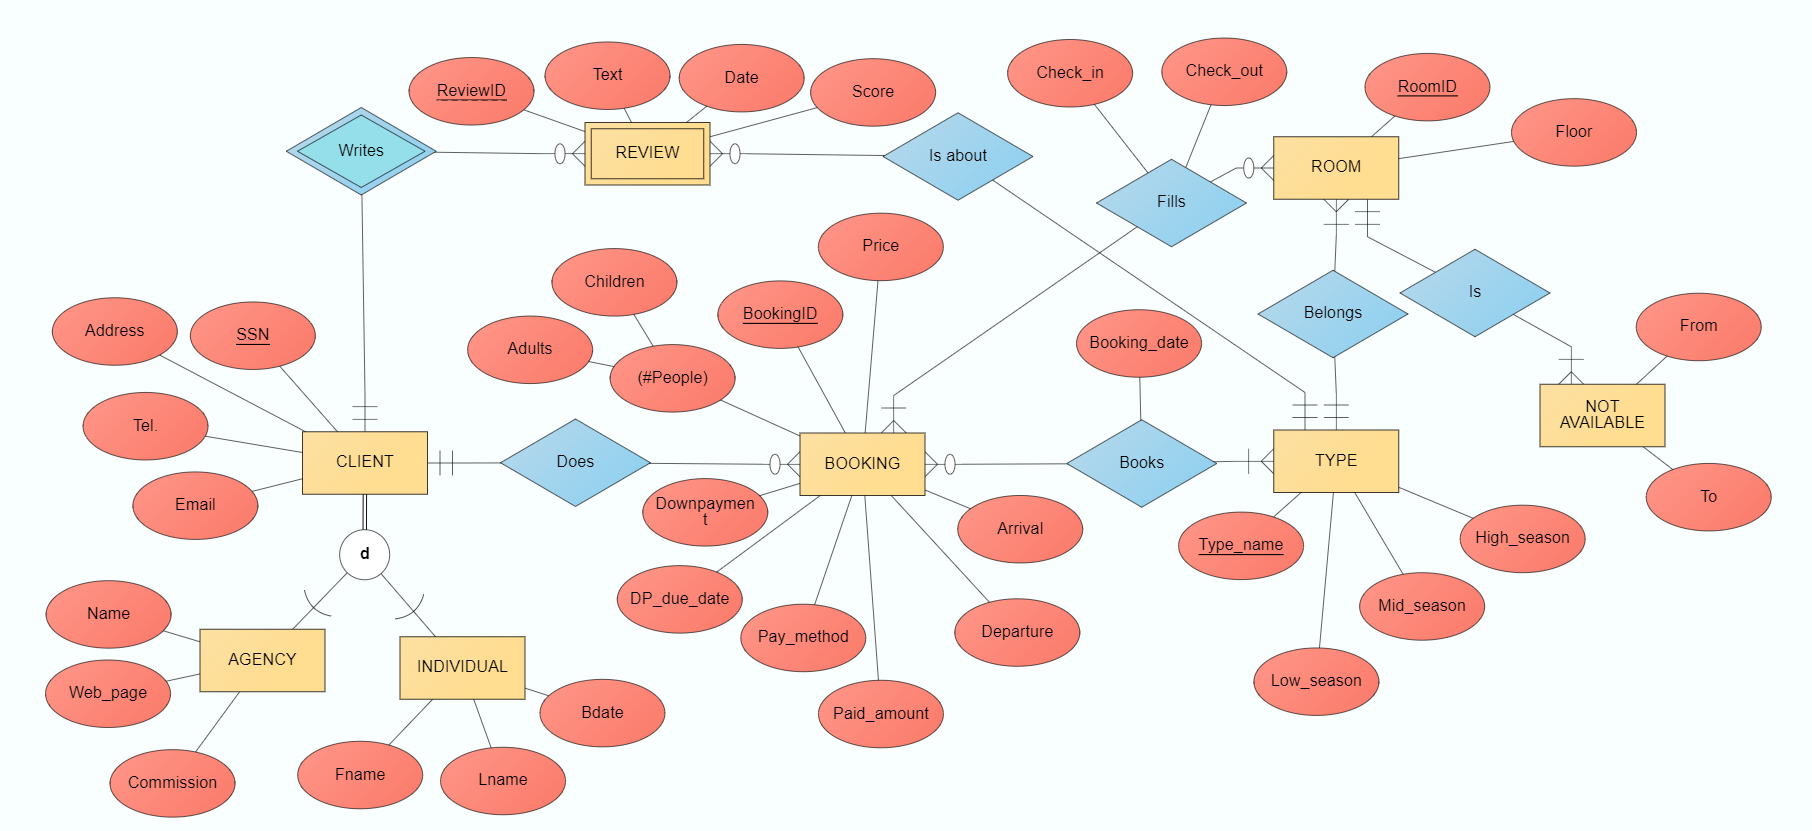 Check_in
Check_out
Text
Date
ReviewID
Score
RoomID
Floor
Writes
REVIEW
Is about
ROOM
Fills
Price
Children
Is
Address
SSN
BookingID
Belongs
From
Adults
(#People)
Booking_date
NOT
AVAILABLE
Tel.
CLIENT
Does
BOOKING
Books
TYPE
Email
Downpaymen
t
Arrival
Type_name
High_season
To
d
Name
DP_due_date
Pay_method
Departure
Mid_season
AGENCY
INDIVIDUAL
Web_page
Bdate
Paid_amount
Low_season
Commission
Fname
Lname